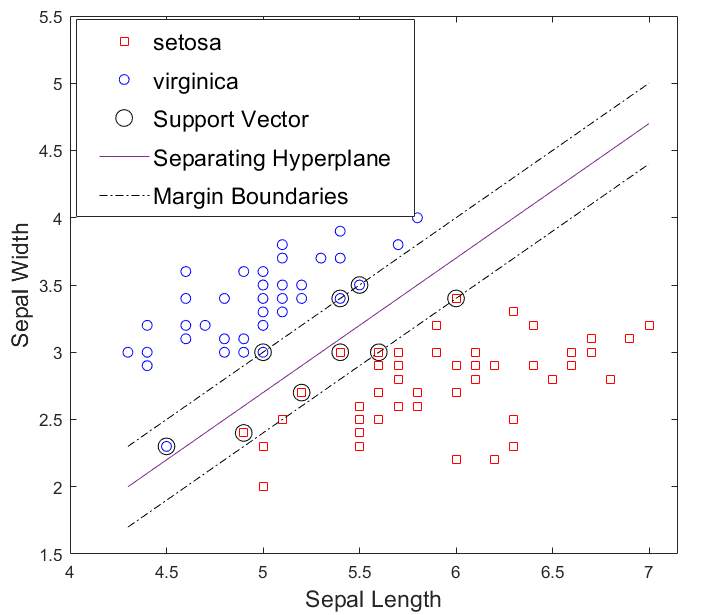 setosa
virginica
Support Vector
Separating Hyperplane
Margin Boundaries
5.5
5
4.5
4
3.5
3
2.5
2
1.5
Sepal Width
4 4.5 5 5.5 6 6.5 7
Sepal Length